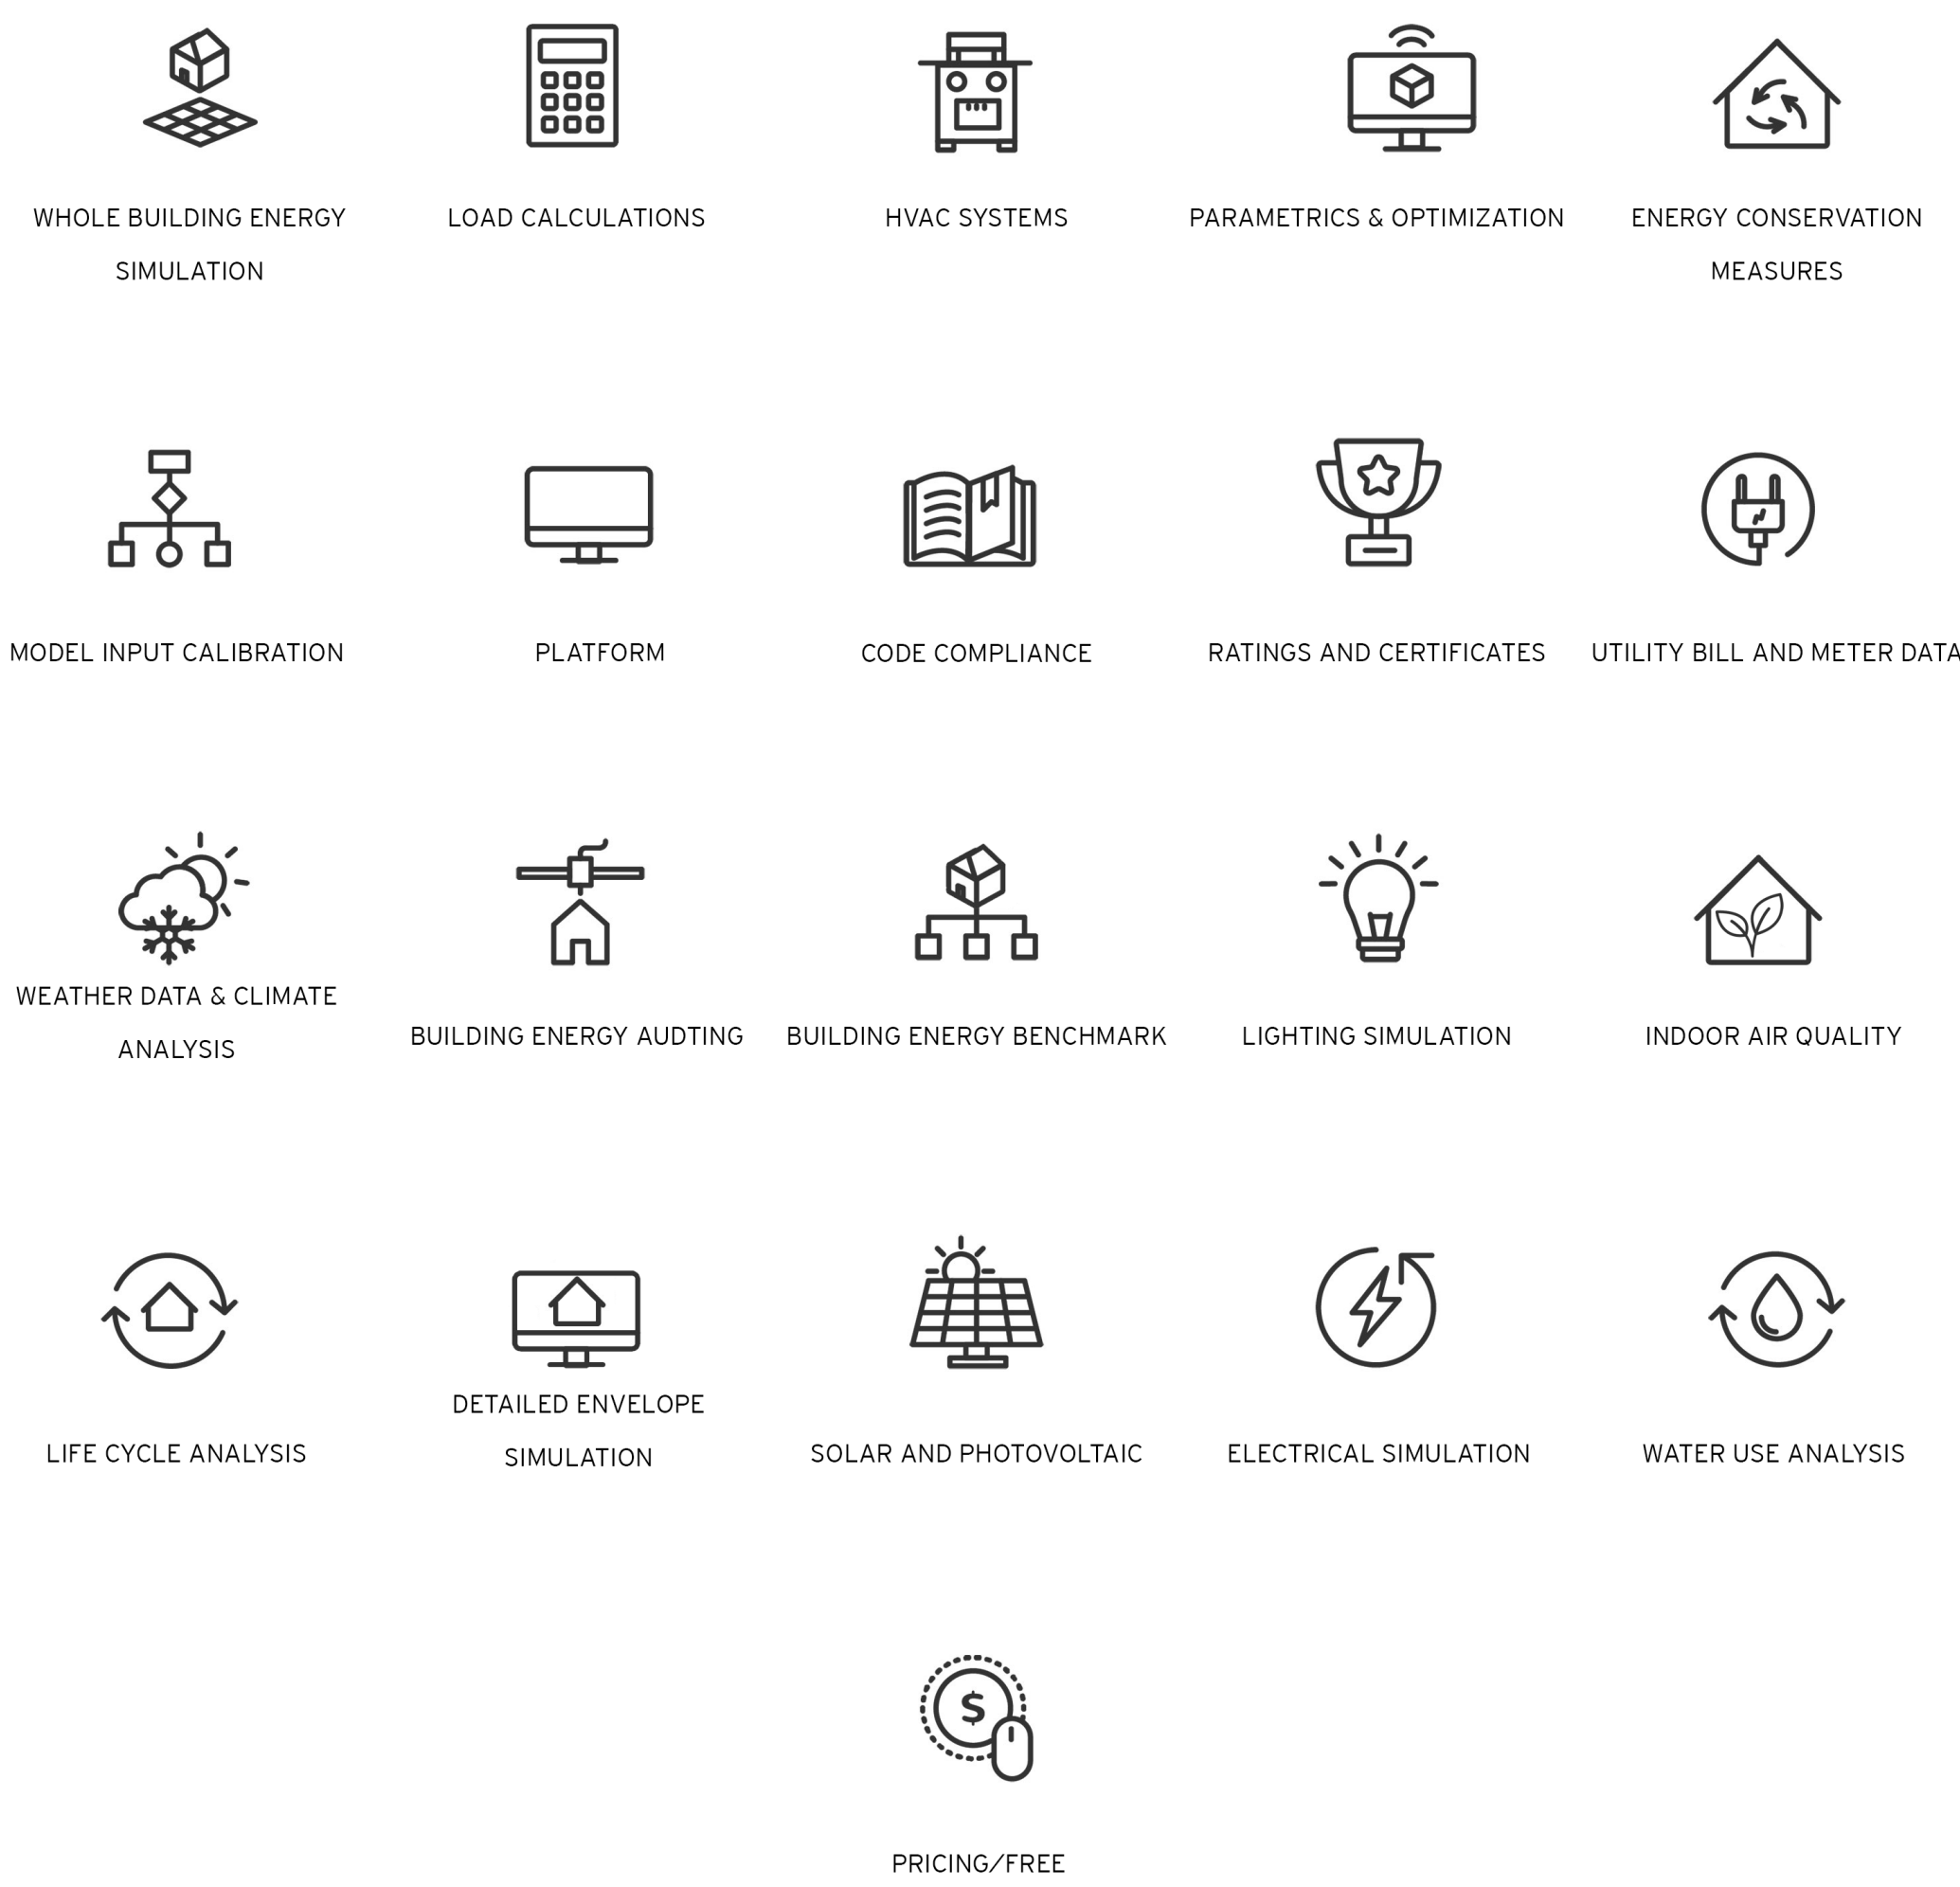 WHOLE BUILDING ENERGY
SIMULATION
LOAD CALCULATIONS
HVAC SYSTEMS
PARAMETRICS & OPTIMIZATION
ENERGY CONSERVATION
MEASURES
MODEL INPUT CALIBRATION
PLATFORM
CODE COMPLIANCE
RATINGS AND CERTIFICATES
UTILITY BILL AND METER DATA
WEATHER DATA & CLIMATE
ANALYSIS
BUILDING ENERGY AUDTING
BUILDING ENERGY BENCHMARK
LIGHTING SIMULATION
INDOOR AIR QUALITY
LIFE CYCLE ANALYSIS
DETAILED ENVELOPE
SIMULATION
SOLAR AND PHOTOVOLTAIC
ELECTRICAL SIMULATION
WATER USE ANALYSIS
$
PRICING/FREE